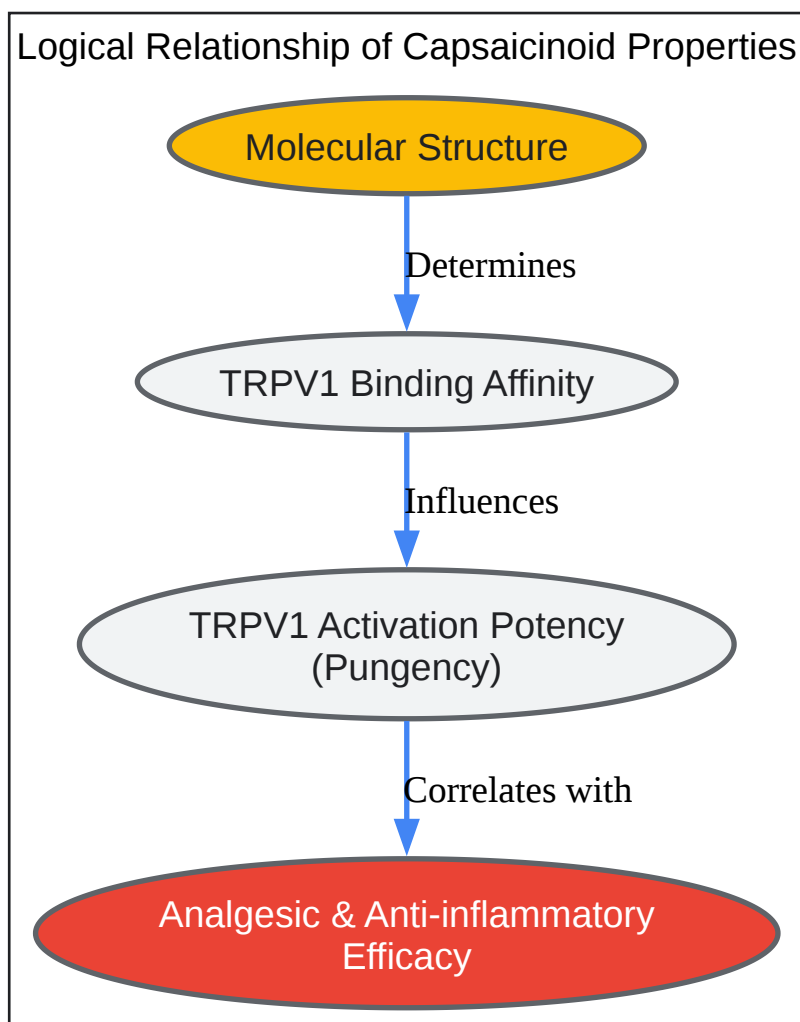 Logical Relationship of Capsaicinoid Properties
Molecular Structure
Determines
TRPV1 Binding Affinity
Influences
TRPV1 Activation Potency
(Pungency)
Correlates with
Analgesic & Anti-inflammatory
Efficacy